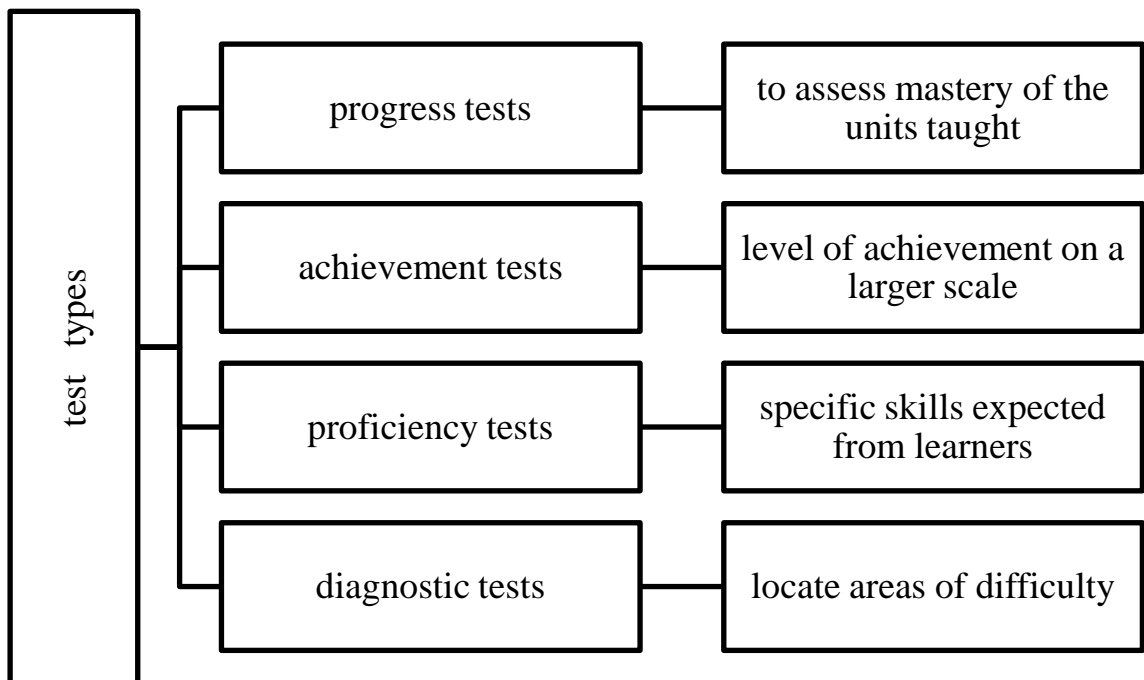 test types
progress tests
to assess mastery of the
units taught
achievement tests
level of achievement on a
larger scale
proficiency tests
specific skills expected
from learners
diagnostic tests
locate areas of difficulty